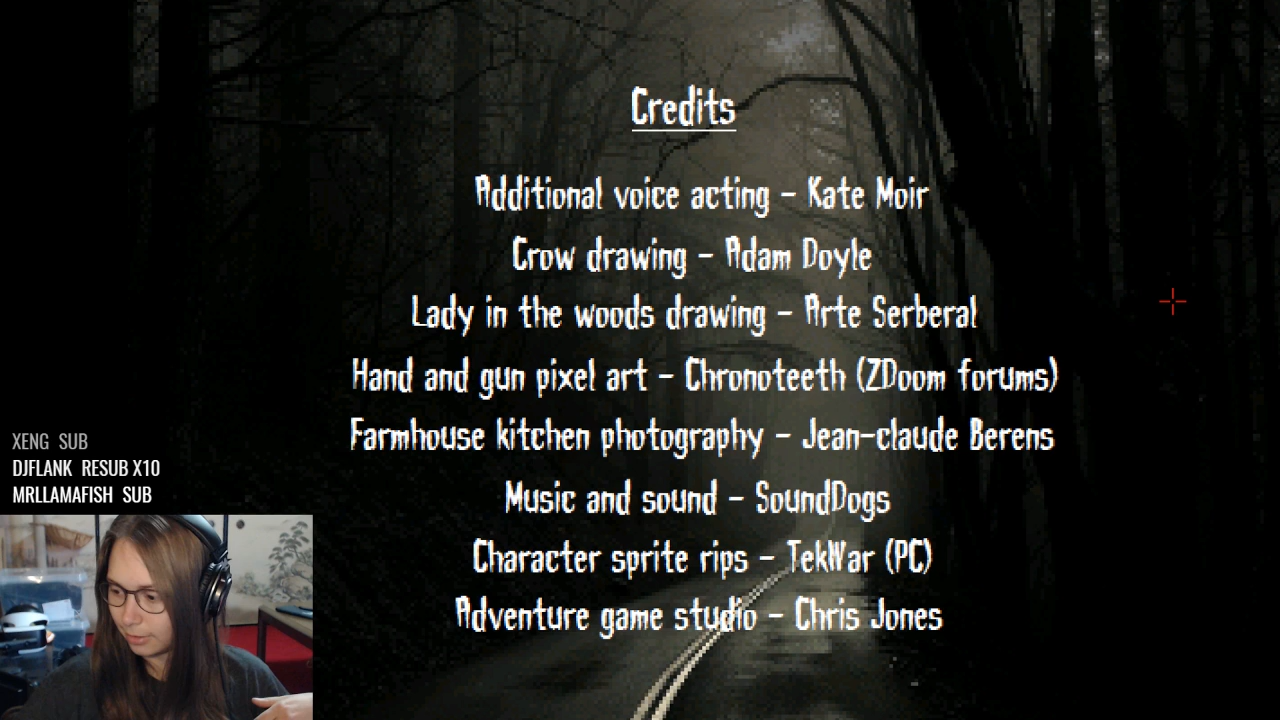 Credits
Additional voice acting - Kate Moir
Crow drawing - Adam Doyle
Lady in the woods drawing - Arte Serberal
Hand and gun pixel art - Chronoteeth (ZDoom forums)
Farmhouse kitchen photography - Jean-claude Berens
Music and sound - SoundDogs
Character sprite rips - TekWar (PC)
Adventure game studio - Chris Jones
XENG SUB
DJFLANK RESUB X10
MRLLAMAFISH SUB